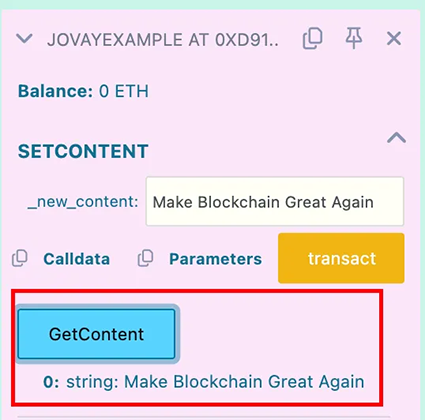 JOVAYEXAMPLE AT 0XD91..
Balance: 0 ETH
SETCONTENT
_new_content: Make Blockchain Great Again
Calldata Parameters transact
GetContent
0: string: Make Blockchain Great Again